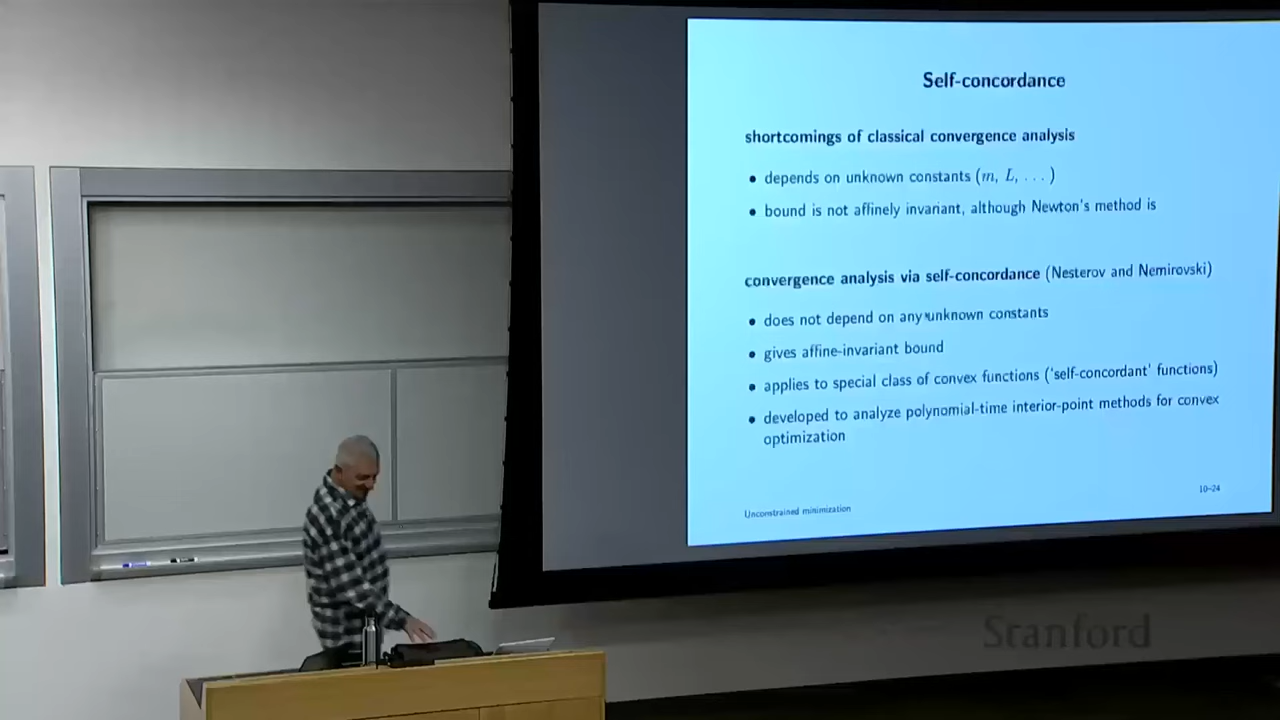 Self-concordance
shortcomings of classical convergence analysis
• depends on unknown constants (m, L, . . . )
• bound is not affinely invariant, although Newton's method is
convergence analysis via self-concordance (Nesterov and Nemirovski)
• does not depend on any unknown constants
• gives affine-invariant bound
• applies to special class of convex functions ('self-concordant' functions)
• developed to analyze polynomial-time interior-point methods for convex
optimization
Unconstrained minimization
10–24
Stanford